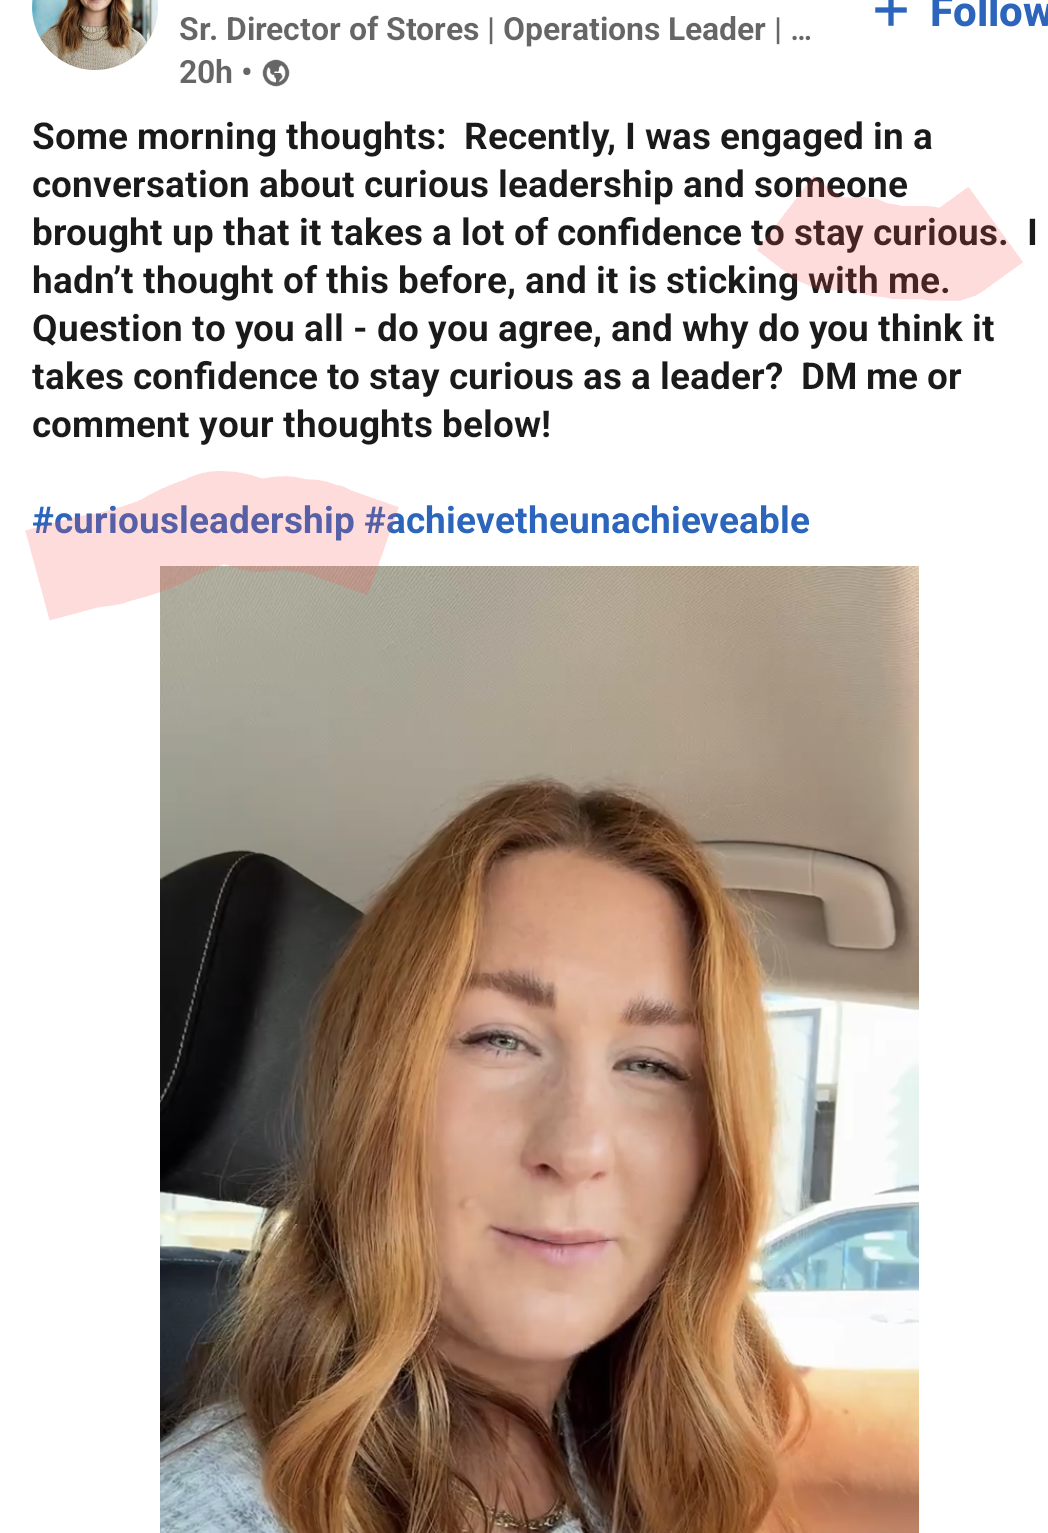 Sr. Director of Stores | Operations Leader | ...
+ Follow
20h •
Some morning thoughts:  Recently, I was engaged in a
conversation about curious leadership and someone
brought up that it takes a lot of confidence to stay curious.  I
hadn’t thought of this before, and it is sticking with me.
Question to you all - do you agree, and why do you think it
takes confidence to stay curious as a leader?  DM me or
comment your thoughts below!
#curiousleadership #achievetheunachieveable